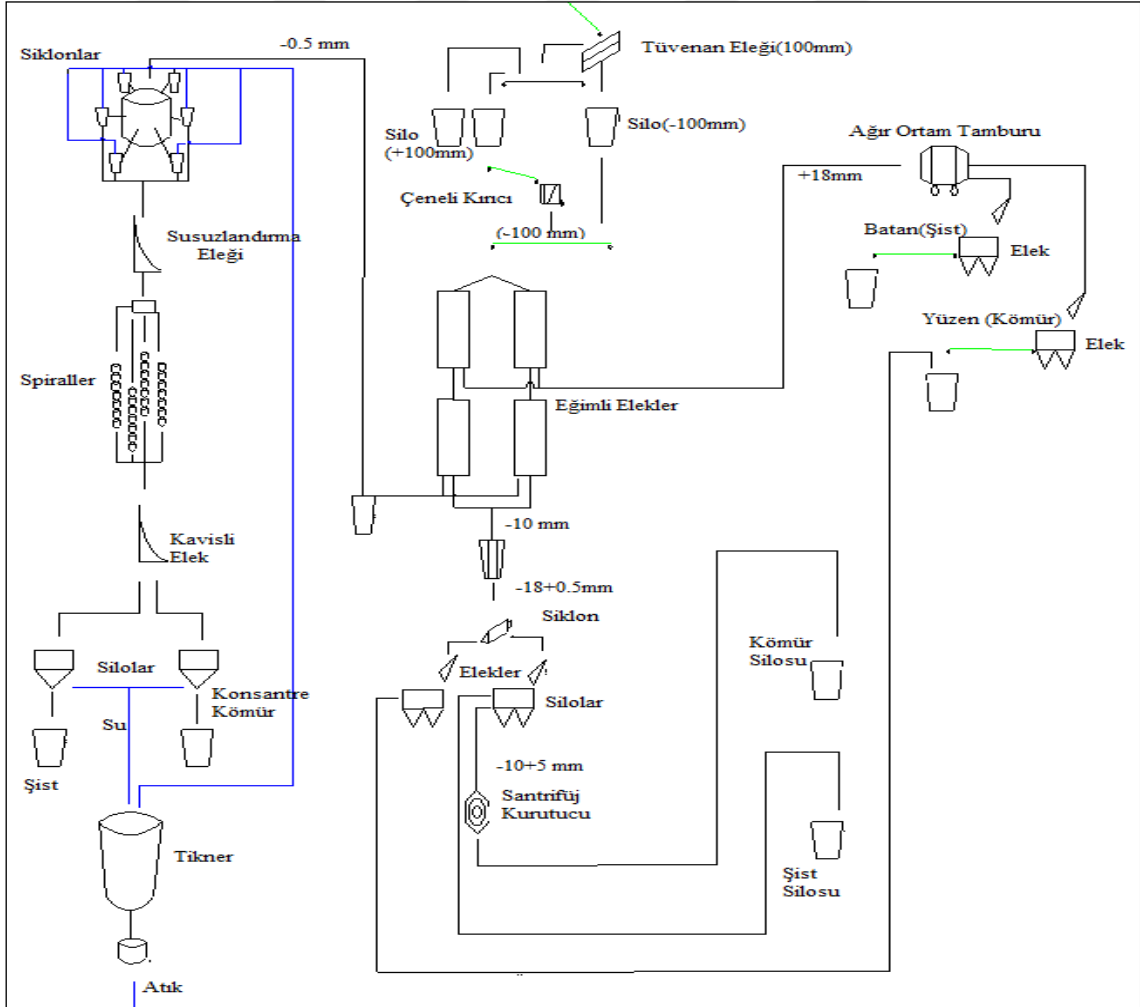 Siklonlar
-0.5 mm
Tüvenan Eleği(100mm)
Silo
(+100mm)
Silo(-100mm)
Ağır Ortam Tamburu
+18mm
Çeneli Kırıcı
(-100 mm)
Susuzlandırma
Eleği
Batan(Şist)
Elek
Yüzen (Kömür)
Elek
Spiraller
Eğimli Elekler
-10 mm
Kavisli
Elek
-18+0.5mm
Siklon
Kömür
Silosu
Silolar
Elekler
Konsantre
Kömür
Silolar
Su
Şist
-10+5 mm
Santrifüj
Kurutucu
Tikner
Şist
Silosu
Atık